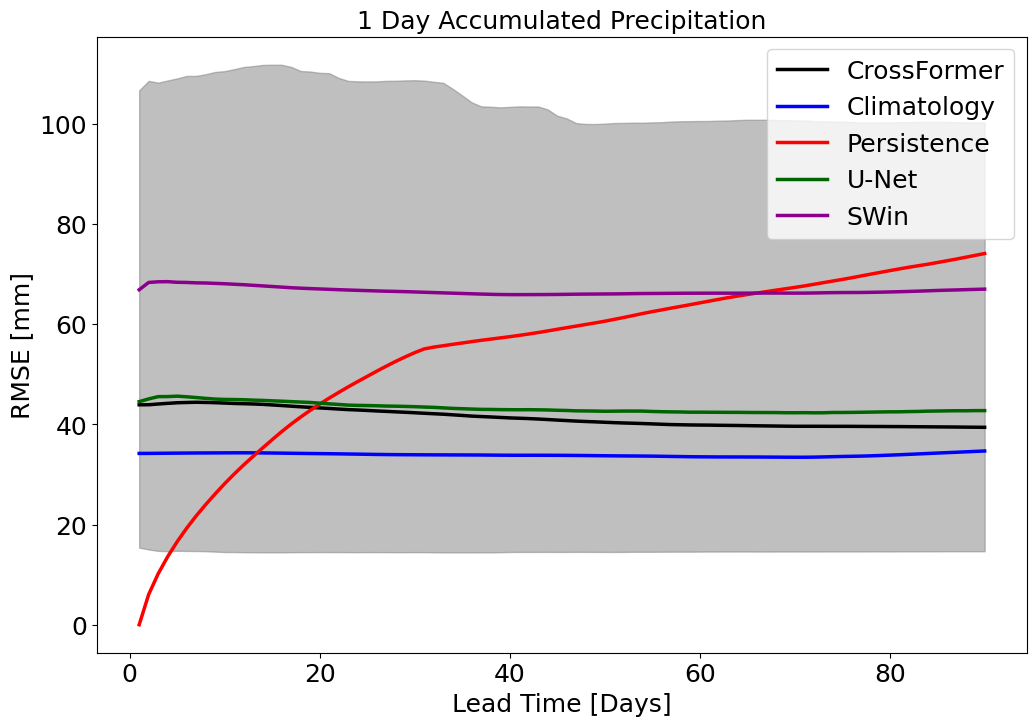 1 Day Accumulated Precipitation
CrossFormer
Climatology
Persistence
U-Net
SWin
RMSE [mm]
100
80
60
40
20
0
0 20 40 60 80
Lead Time [Days]